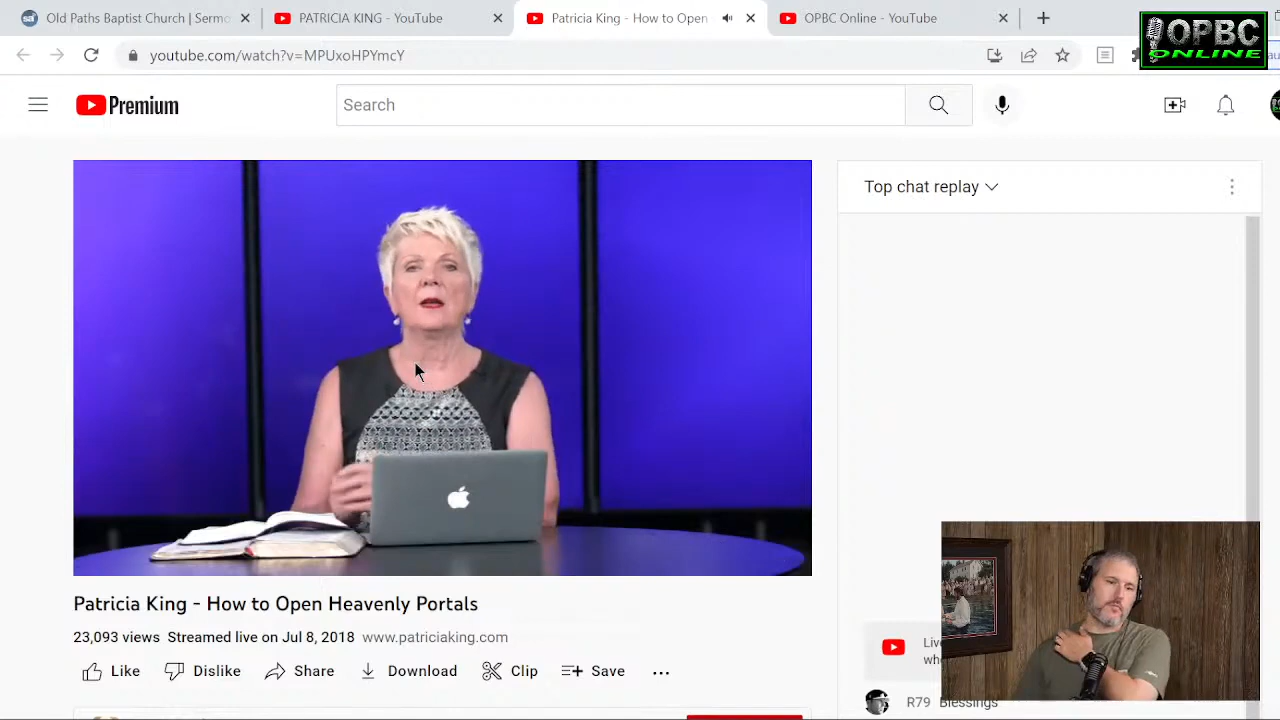 Old Paths Baptist Church | Sermo
PATRICIA KING - YouTube
Patricia King - How to Open
OPBC Online - YouTube
OPBC
ONLINE
youtube.com/watch?v=MPUxoHPYmcY
Premium
Search
Top chat replay
Patricia King - How to Open Heavenly Portals
23,093 views Streamed live on Jul 8, 2018 www.patriciaking.com
Like
Dislike
Share
Download
Clip
Save
R79 Blessings